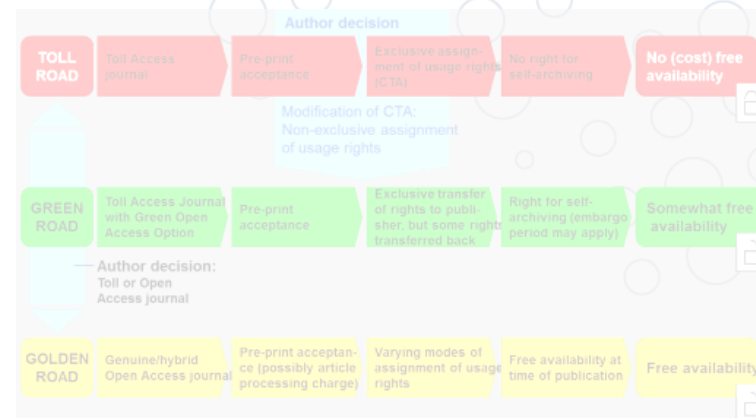 Author decision
TOLL
ROAD
Toll Access
journal
Pre-print
acceptance
Exclusive assign-
ment of usage rights
(CTA)
No right for
self-archiving
No (cost) free
availability
Modification of CTA:
Non-exclusive assignment
of usage rights
GREEN
ROAD
Toll Access Journal
with Green Open
Access Option
Pre-print
acceptance
Exclusive transfer
of rights to publi-
sher, but some rights
transferred back
Right for self-
archiving (embargo
period may apply)
Somewhat free
availability
Author decision:
Toll or Open
Access journal
GOLDEN
ROAD
Genuine/hybrid
Open Access journal
Pre-print acceptan-
ce (possibly article
processing charge)
Varying modes of
assignment of usage
rights
Free availability at
time of publication
Free availability